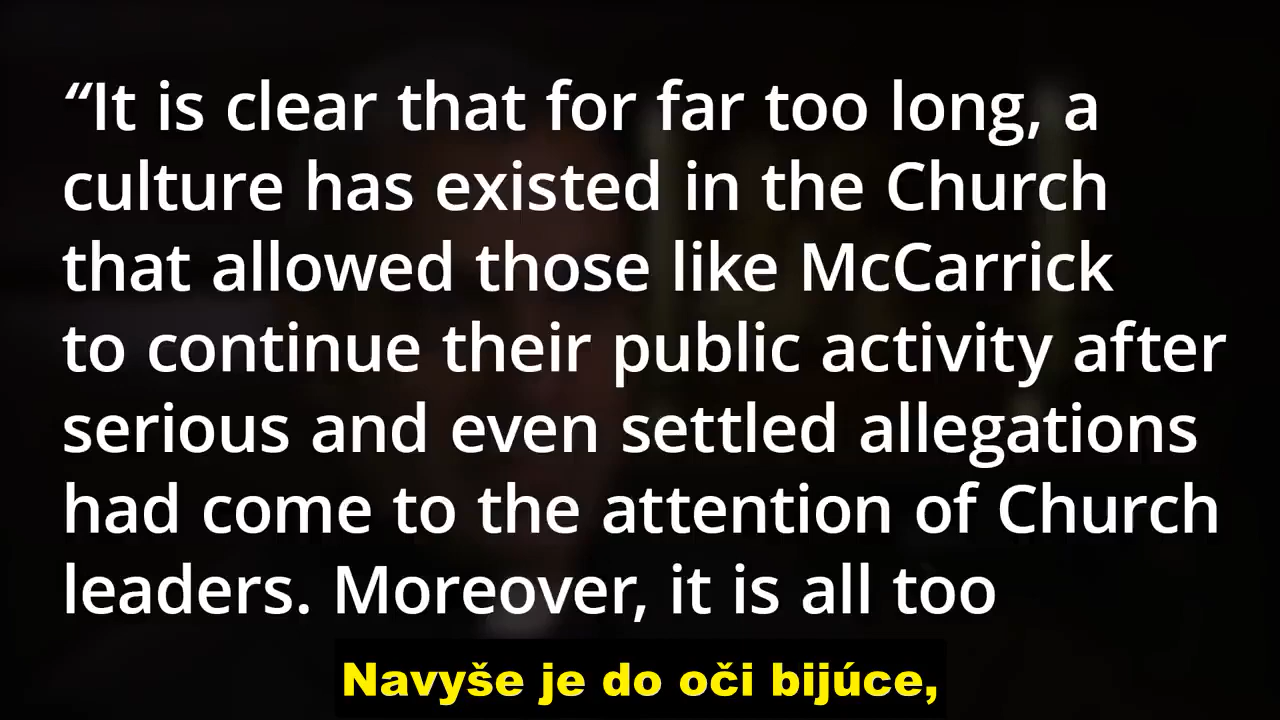 “It is clear that for far too long, a
culture has existed in the Church
that allowed those like McCarrick
to continue their public activity after
serious and even settled allegations
had come to the attention of Church
leaders. Moreover, it is all too
Navyše je do oči bijúce,